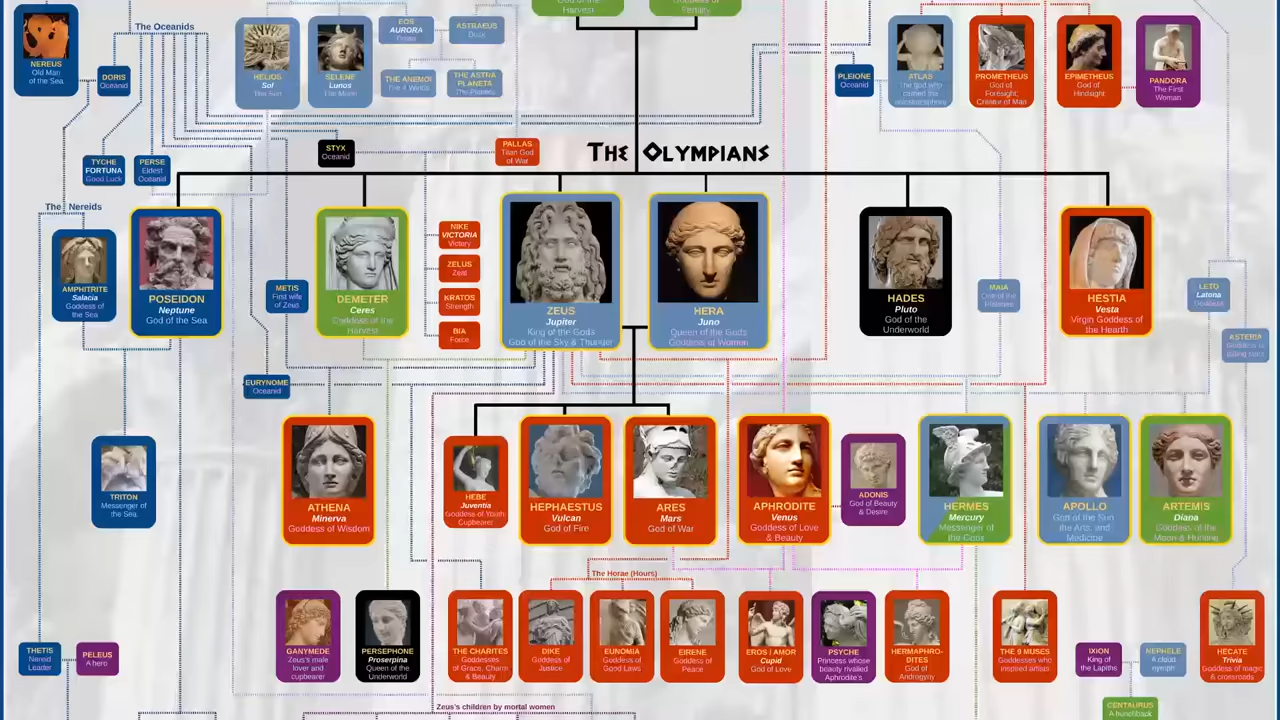 Harvest
Fertility
The Oceanids
NEREUS
Old Man
of the Sea
DORIS
Oceanid
HELIOS
Sol
The Sun
SELENE
Lunos
The Moon
EOS
AURORA
ASTRAEUS
Dusk
THE ANEMOI
The 4 Winds
THE ASTRA
PLANETA
The Planets
PLEIONE
Oceanid
ATLAS
The god who
carried the
PROMETHEUS
God of
Foresight,
Creator of Man
EPIMETHEUS
God of
Hindsight
PANDORA
The First
Woman
STYX
Oceanid
PALLAS
Titan God
of War
THE OLYMPIANS
TYCHE
FORTUNA
Good Luck
PERSE
Eldest
Oceanid
The Nereids
AMPHITRITE
Salacia
Goddess of
the Sea
POSEIDON
Neptune
God of the Sea
METIS
First wife
of Zeus
DEMETER
Ceres
Goddess of the
Harvest
NIKE
VICTORIA
Victory
ZELUS
Zeal
KRATOS
Strength
BIA
Force
ZEUS
Jupiter
King of the Gods
God of the Sky & Thunder
HERA
Juno
Queen of the Gods
Goddess of Women
HADES
Pluto
God of the
Underworld
MAIA
One of the
Pleiades
HESTIA
Vesta
Virgin Goddess of
the Hearth
LETO
Latona
Goddess
ASTERIA
Goddess of
falling stars
EURYNOME
Oceanid
TRITON
Messenger of
the Sea
ATHENA
Minerva
Goddess of Wisdom
HEBE
Juventia
Goddess of Youth,
Cupbearer
HEPHAESTUS
Vulcan
God of Fire
ARES
Mars
God of War
APHRODITE
Venus
Goddess of Love
& Beauty
ADONIS
God of Beauty
& Desire
HERMES
Mercury
Messenger of
the Gods
APOLLO
God of the Sun
the Arts, and
Medicine
ARTEMIS
Diana
Goddess of the
Moon & Hunting
The Horae (Hours)
THETIS
Nereid
Leader
PELEUS
A hero
GANYMEDE
Zeus's male
lover and
cupbearer
PERSEPHONE
Proserpina
Queen of the
Underworld
THE CHARITES
Goddesses
of Grace, Charm
& Beauty
DIKE
Goddess of
Justice
EUNOMIA
Goddess of
Good Laws
EIRENE
Goddess of
Peace
EROS / AMOR
Cupid
God of Love
PSYCHE
Princess whose
beauty rivalled
Aphrodite's
HERMAPHRO-
DITES
God of
Androgyny
THE 9 MUSES
Goddesses who
inspired artists
IXION
King of
the Lapiths
NEPHELE
A cloud
nymph
HECATE
Trivia
Goddess of magic
& crossroads
CENTAURUS
A hunchback
Zeus's children by mortal women